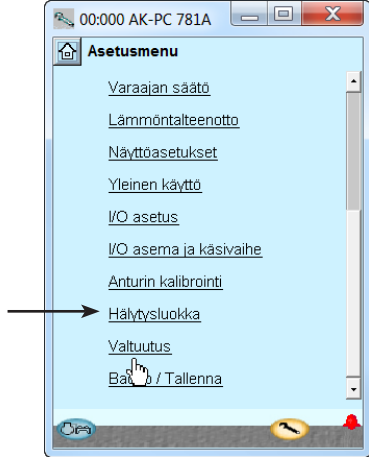 00:000 AK-PC 781A
Asetusmenu
Varaajan säätö
Lämmöntalteenotto
Näyttöasetukset
Yleinen käyttö
I/O asetus
I/O asema ja käsivaihe
Anturin kalibrointi
Hälytysluokka
Valtuutus
/ Tallenna